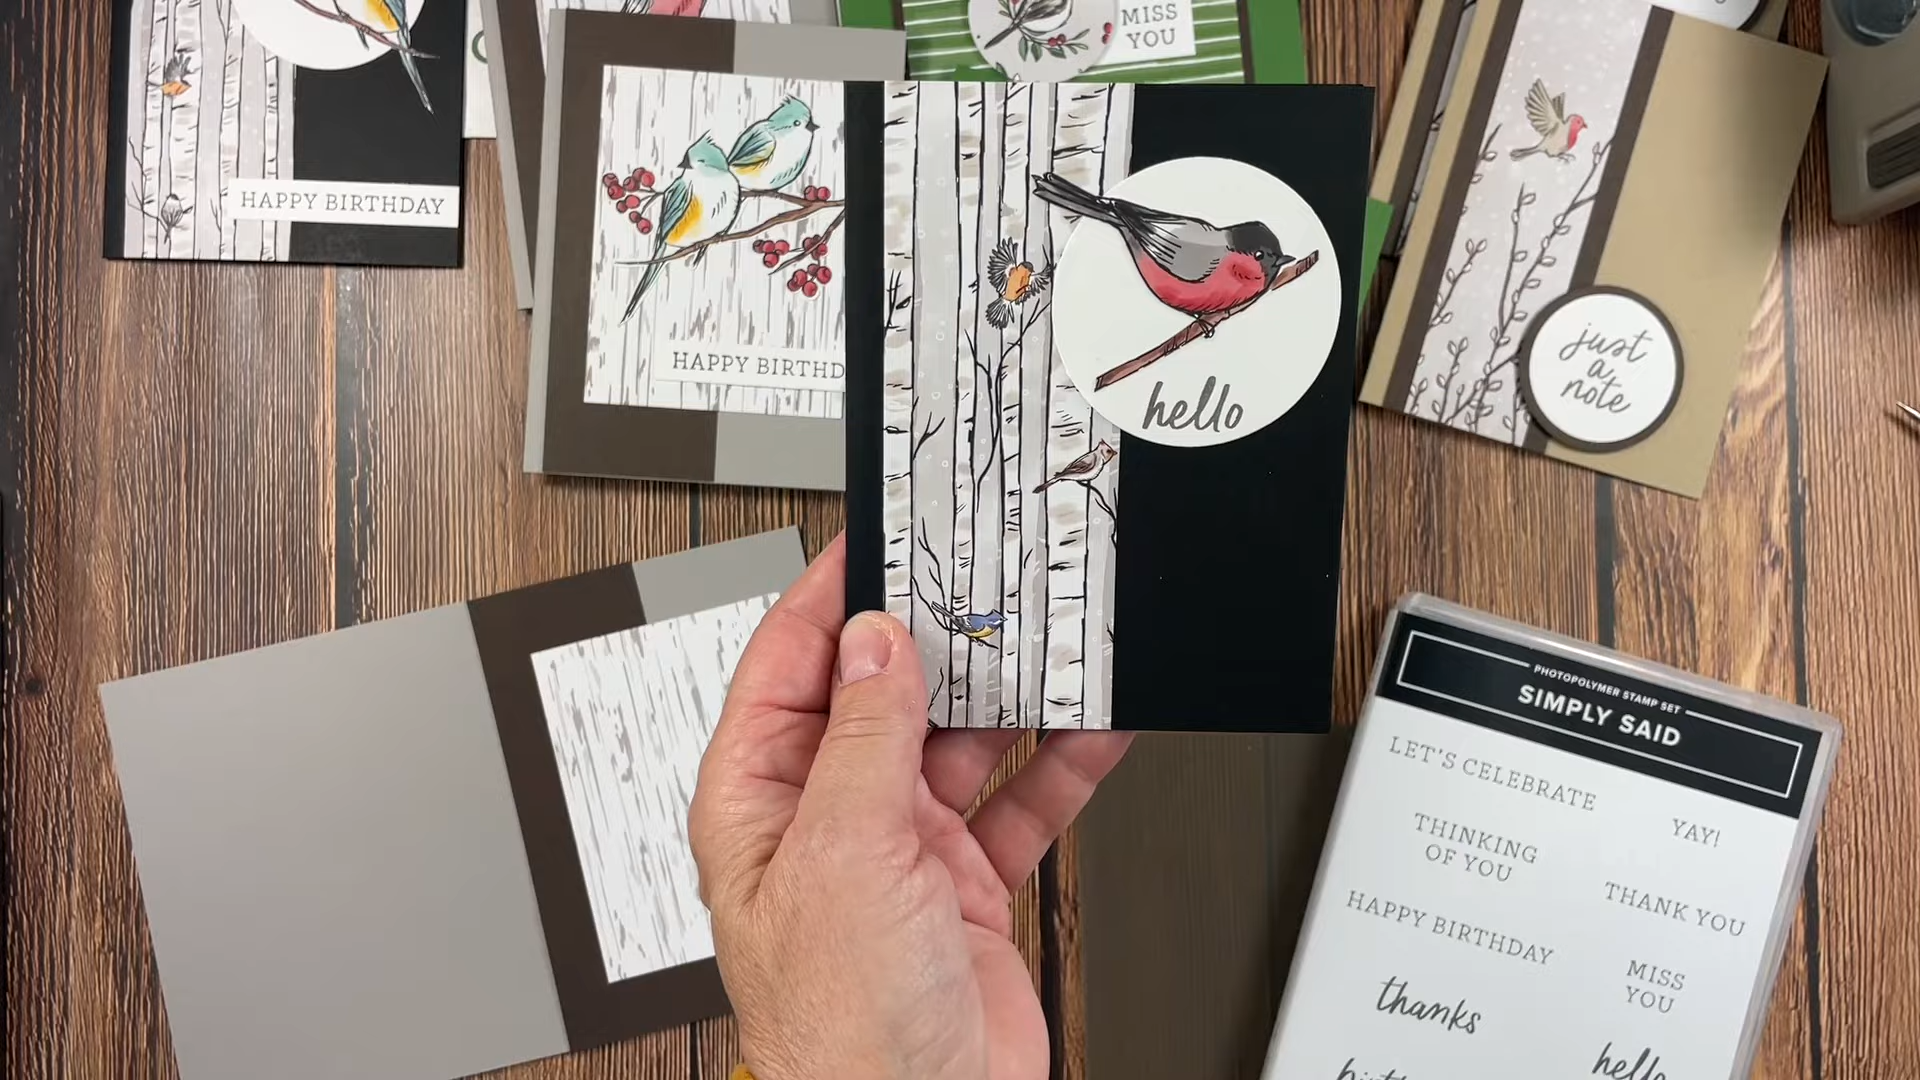 MISS
YOU
HAPPY BIRTHDAY
HAPPY BIRTHD
hello
just
a
note
PHOTOPOLYMER STAMP SET
SIMPLY SAID
LET'S CELEBRATE
YAY!
THINKING
OF YOU
THANK YOU
HAPPY BIRTHDAY
MISS
YOU
thanks
hello